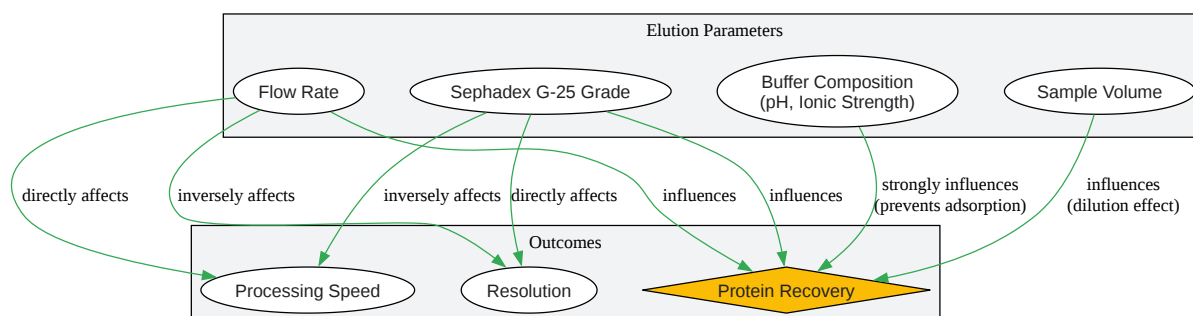 Elution Parameters
Flow Rate
Sephadex G-25 Grade
Buffer Composition
(pH, Ionic Strength)
Sample Volume
directly affects
inversely affects
inversely affects
directly affects
influences
influences
strongly influences
(prevents adsorption)
influences
(dilution effect)
Outcomes
Processing Speed
Resolution
Protein Recovery